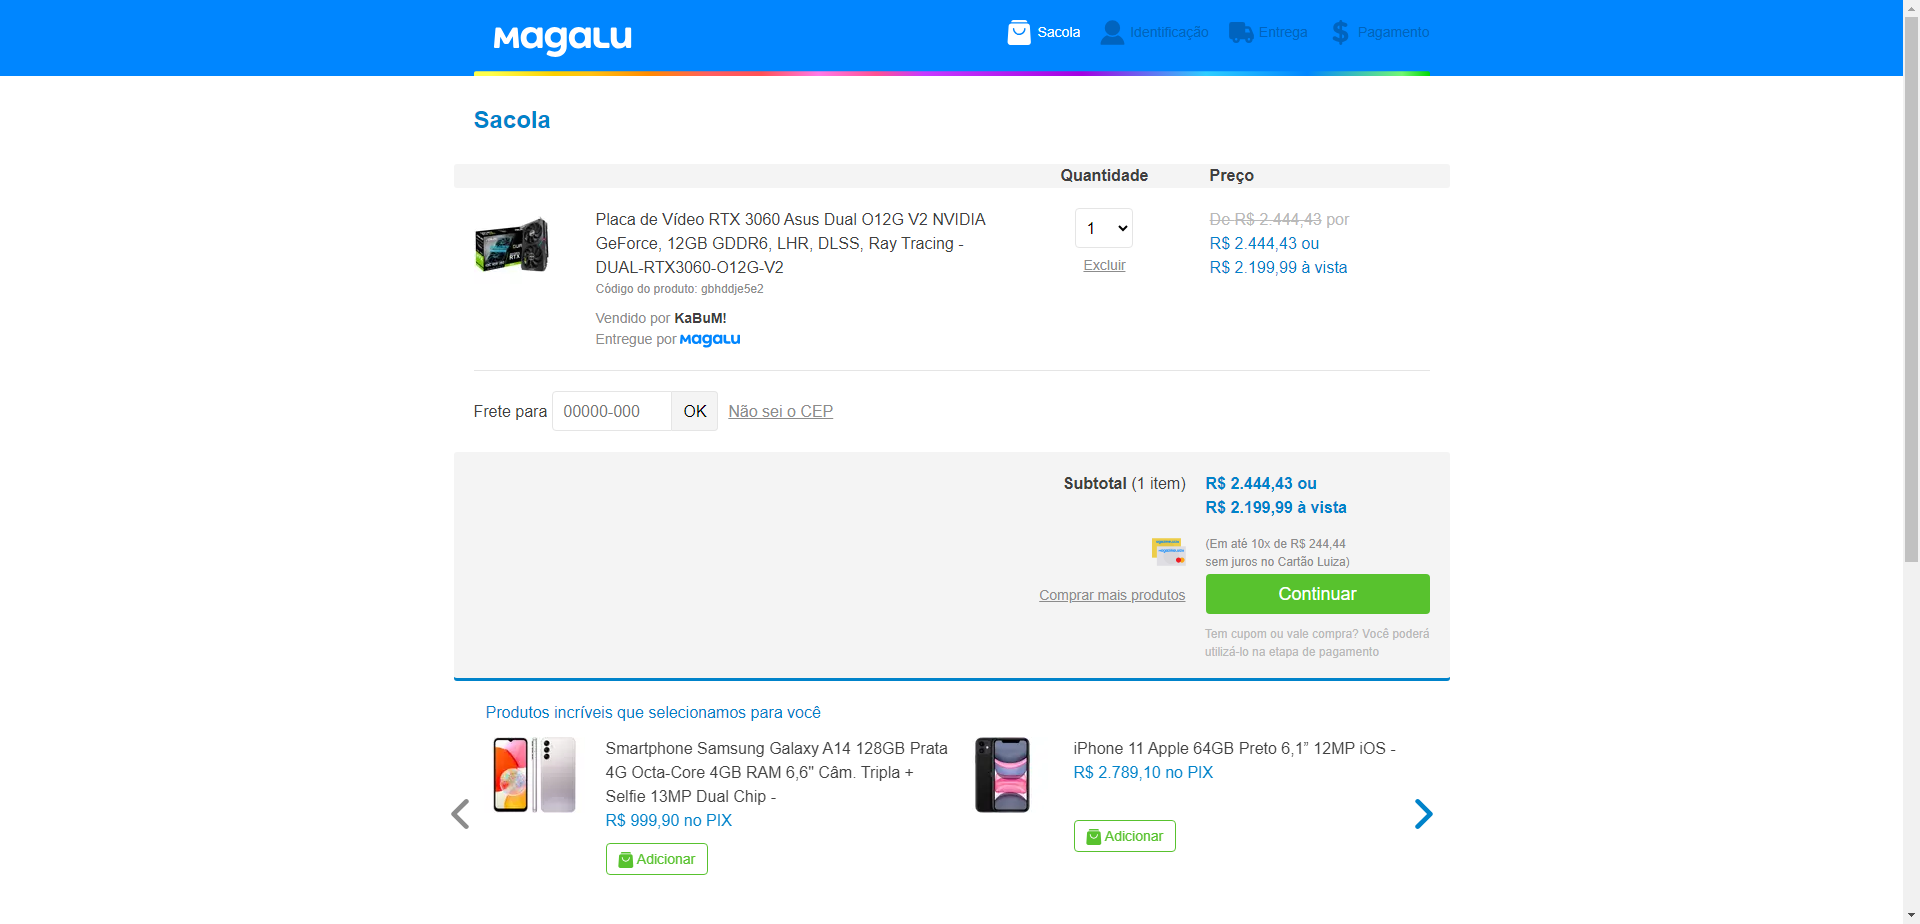 Magalu
Sacola
Identificação
Entrega
Pagamento
Sacola
Quantidade
Preço
Placa de Vídeo RTX 3060 Asus Dual O12G V2 NVIDIA
GeForce, 12GB GDDR6, LHR, DLSS, Ray Tracing -
DUAL-RTX3060-O12G-V2
Código do produto: gbhddje5e2
Vendido por KaBuM!
Entregue por Magalu
1
Excluir
De R$ 2.444,43 por
R$ 2.444,43 ou
R$ 2.199,99 à vista
Frete para 00000-000 OK Não sei o CEP
Subtotal (1 item)
R$ 2.444,43 ou
R$ 2.199,99 à vista
(Em até 10x de R$ 244,44
sem juros no Cartão Luiza)
Comprar mais produtos
Continuar
Tem cupom ou vale compra? Você poderá
utilizá-lo na etapa de pagamento
Produtos incríveis que selecionamos para você
Smartphone Samsung Galaxy A14 128GB Prata
4G Octa-Core 4GB RAM 6,6" Câm. Tripla +
Selfie 13MP Dual Chip -
R$ 999,90 no PIX
Adicionar
iPhone 11 Apple 64GB Preto 6,1” 12MP iOS -
R$ 2.789,10 no PIX
Adicionar